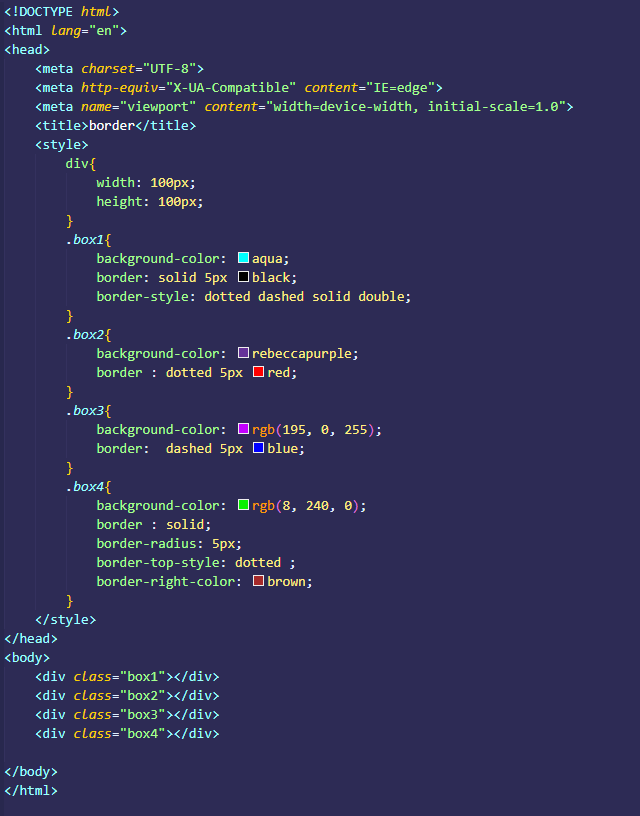 <!DOCTYPE html>
<html lang="en">
<head>
    <meta charset="UTF-8">
    <meta http-equiv="X-UA-Compatible" content="IE=edge">
    <meta name="viewport" content="width=device-width, initial-scale=1.0">
    <title>border</title>
    <style>
        div{
            width: 100px;
            height: 100px;
        }
        .box1{
            background-color: aqua;
            border: solid 5px black;
            border-style: dotted dashed solid double;
        }
        .box2{
            background-color: rebeccapurple;
            border : dotted 5px red;
        }
        .box3{
            background-color: rgb(195, 0, 255);
            border:  dashed 5px blue;
        }
        .box4{
            background-color: rgb(8, 240, 0);
            border : solid;
            border-radius: 5px;
            border-top-style: dotted ;
            border-right-color: brown;
        }
    </style>
</head>
<body>
    <div class="box1"></div>
    <div class="box2"></div>
    <div class="box3"></div>
    <div class="box4"></div>

</body>
</html>